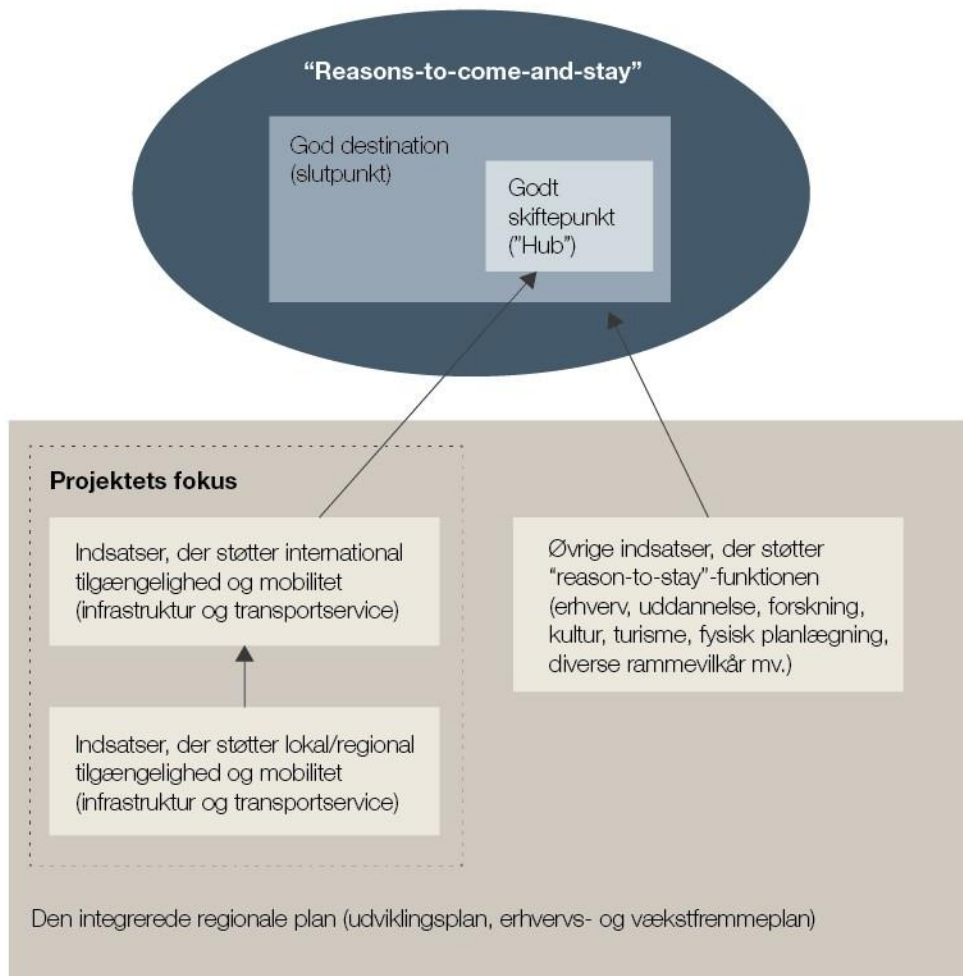 “Reasons-to-come-and-stay”
God destination
(slutpunkt)
Godt
skiftepunkt
(”Hub”)
Projektets fokus
Indsatser, der støtter international
tilgængelighed og mobilitet
(infrastruktur og transportservice)
Øvrige indsatser, der støtter
“reason-to-stay”-funktionen
(erhverv, uddannelse, forskning,
kultur, turisme, fysisk planlægning,
diverse rammevilkår mv.)
Indsatser, der støtter lokal/regional
tilgængelighed og mobilitet
(infrastruktur og transportservice)
Den integrerede regionale plan (udviklingsplan, erhvervs- og vækstfremmeplan)